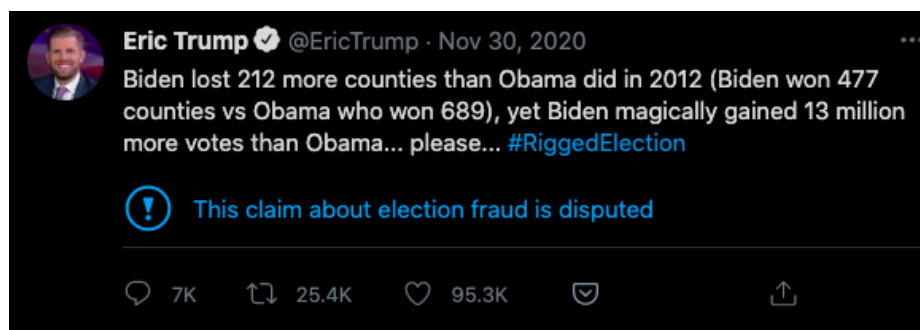 Eric Trump @EricTrump · Nov 30, 2020
Biden lost 212 more counties than Obama did in 2012 (Biden won 477
counties vs Obama who won 689), yet Biden magically gained 13 million
more votes than Obama... please... #RiggedElection
This claim about election fraud is disputed
7K 25.4K 95.3K